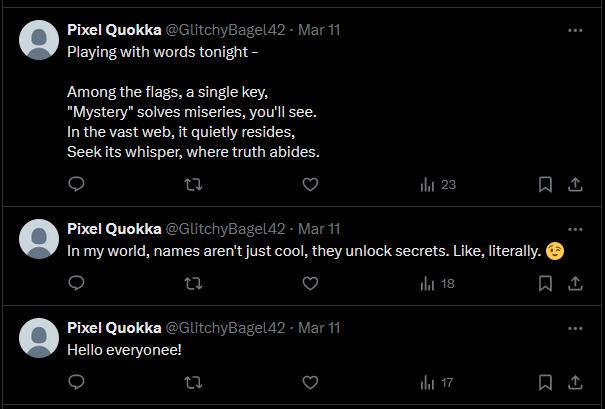 Pixel Quokka @GlitchyBagel42 · Mar 11
Playing with words tonight -
Among the flags, a single key,
"Mystery" solves miseries, you'll see.
In the vast web, it quietly resides,
Seek its whisper, where truth abides.
23
Pixel Quokka @GlitchyBagel42 · Mar 11
In my world, names aren't just cool, they unlock secrets. Like, literally. 😉
18
Pixel Quokka @GlitchyBagel42 · Mar 11
Hello everyonee!
17